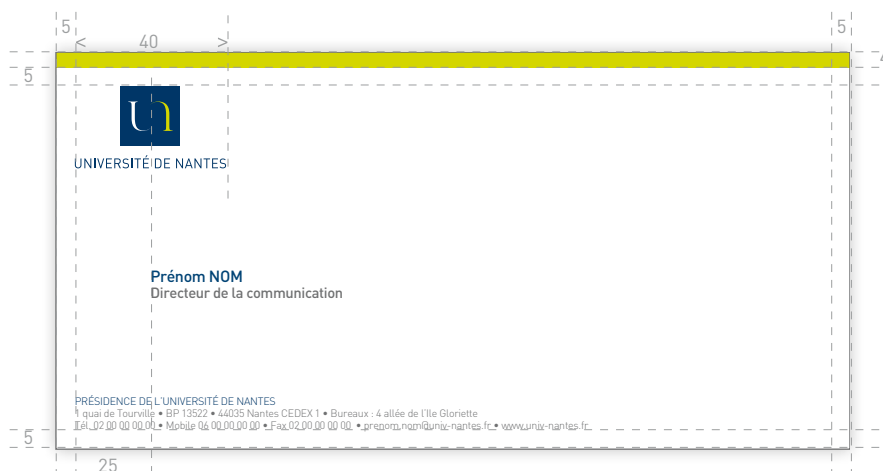 5
5
< 40 >
4
5
un
UNIVERSITÉ DE NANTES
Prénom NOM
Directeur de la communication
PRÉSIDENCE DE L'UNIVERSITÉ DE NANTES
1 quai de Tourville • BP 13522 • 44035 Nantes CEDEX 1 • Bureaux : 4 allée de l'Ile Gloriette
Tél. 02 00 00 00 00 • Mobile 06 00 00 00 00 • Fax 02 00 00 00 00 • prenom.nom@univ-nantes.fr • www.univ-nantes.fr
5
25